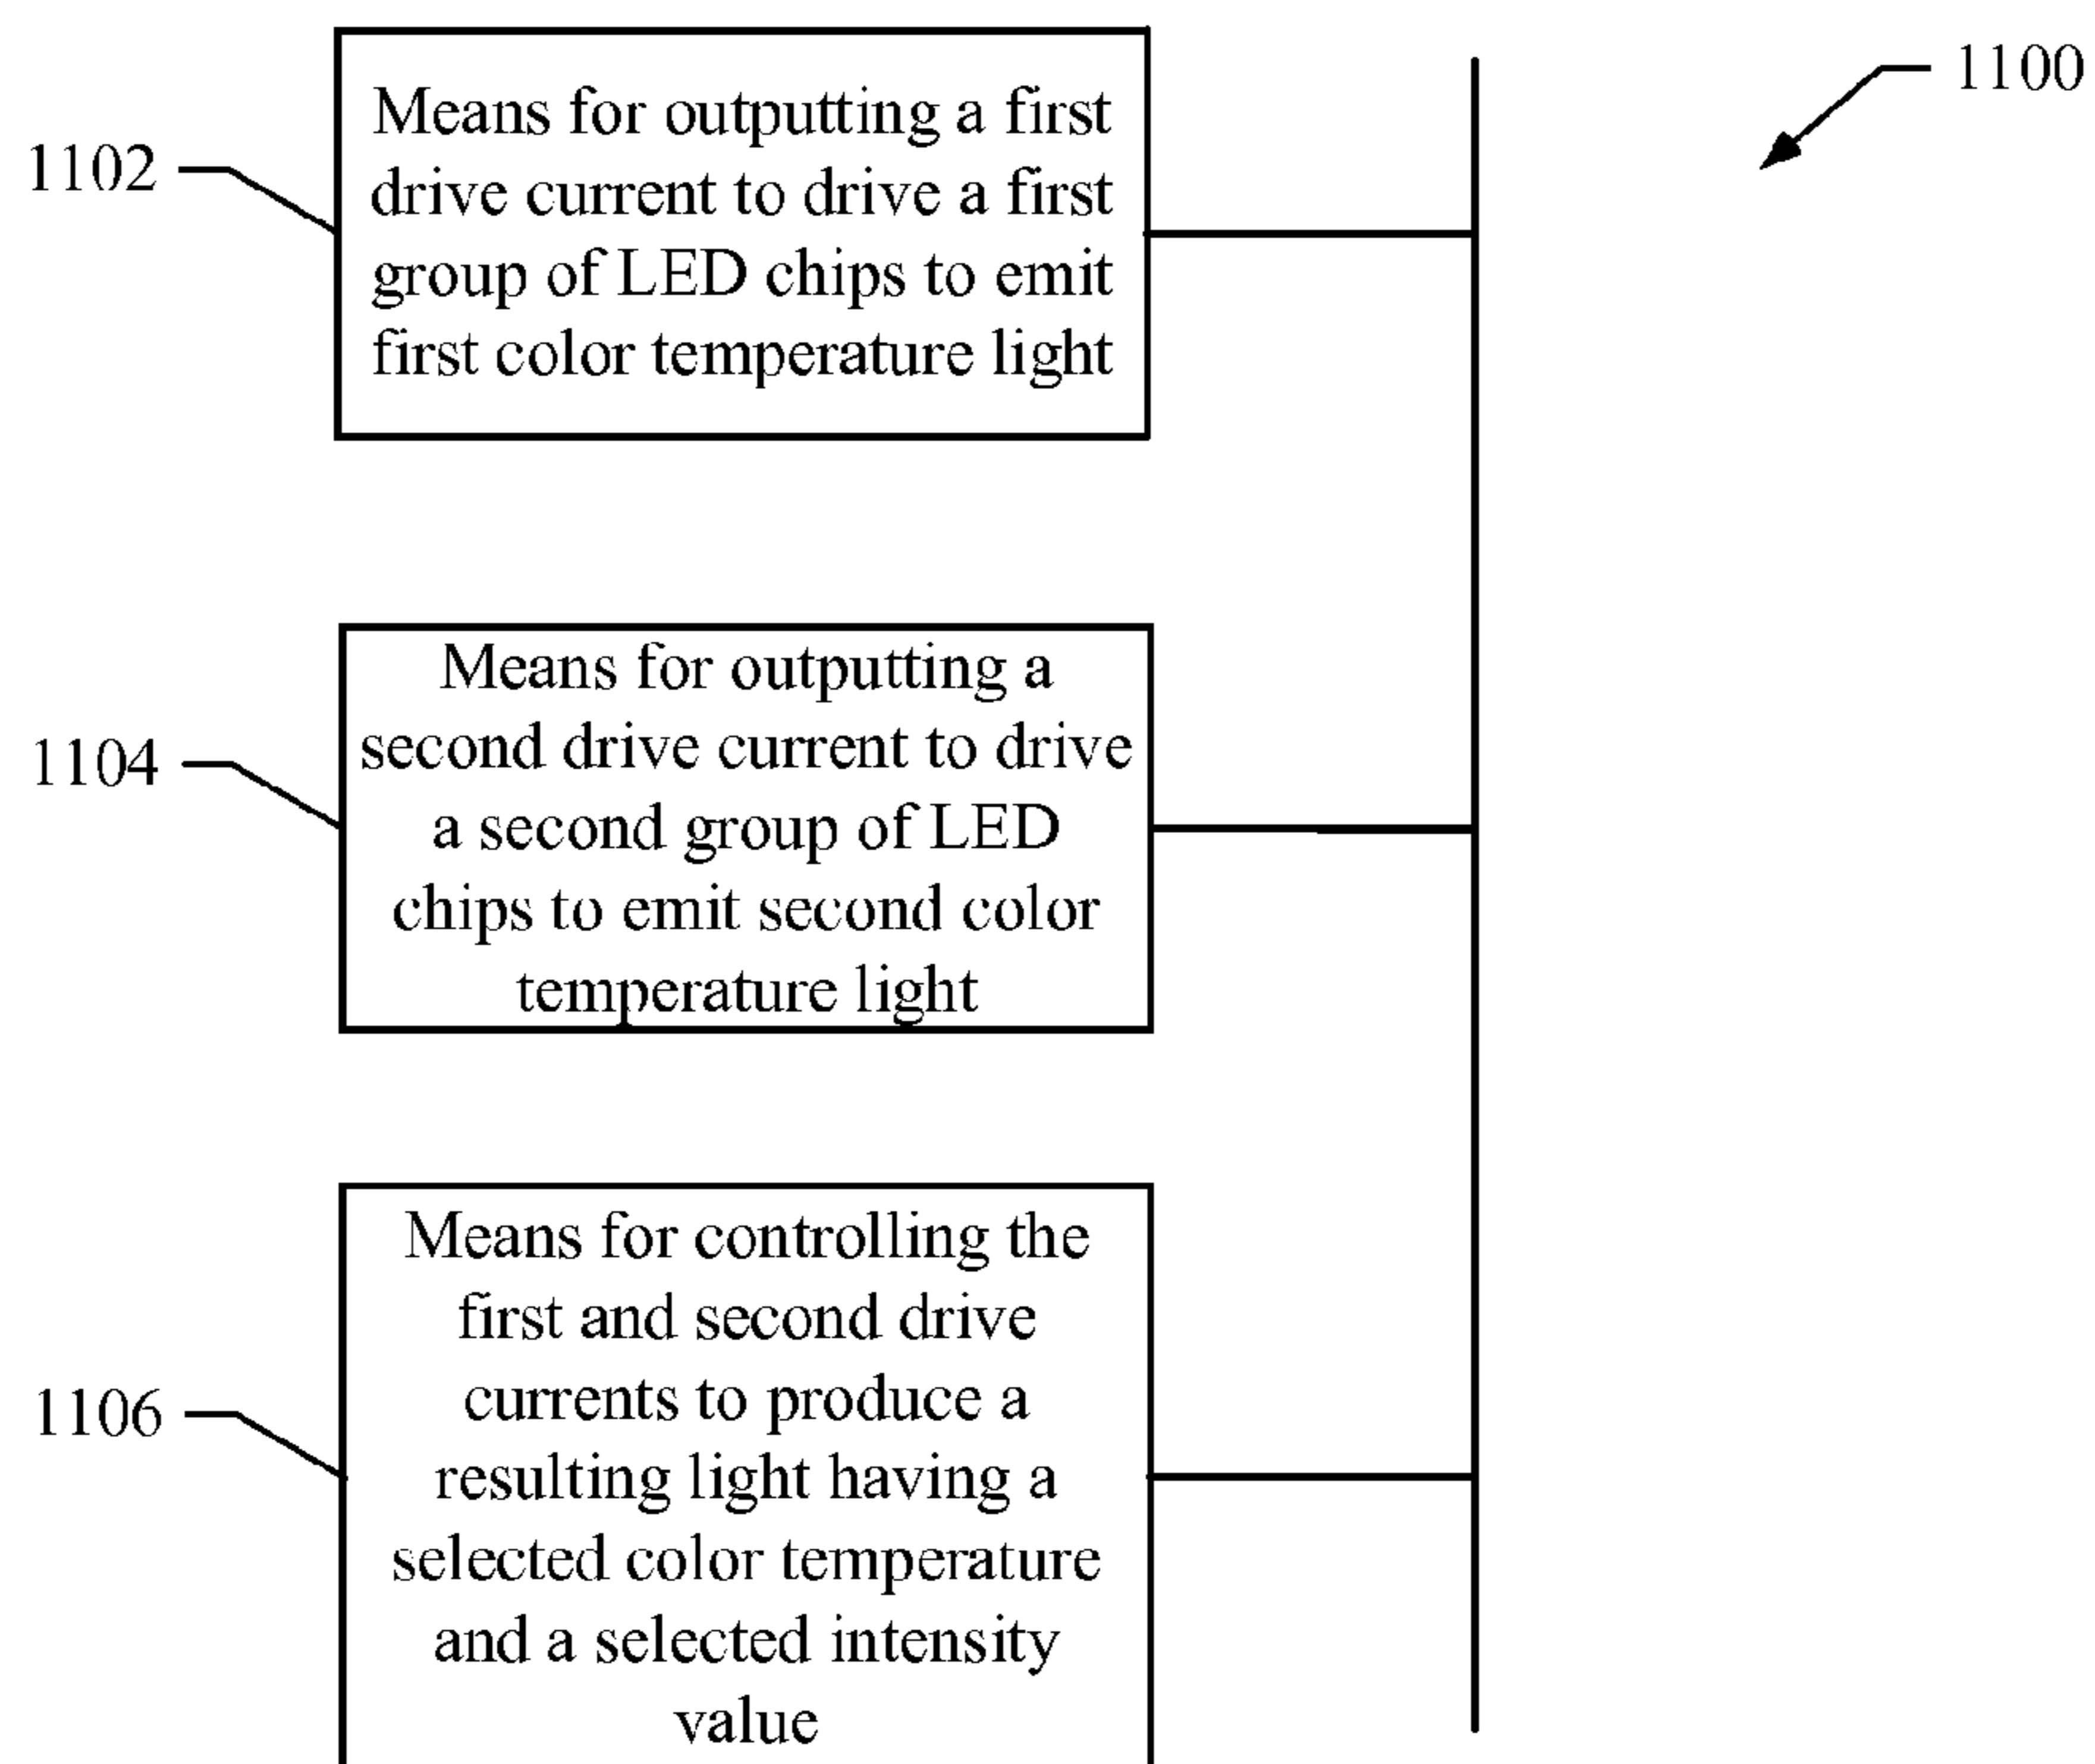 1100
1102
Means for outputting a first
drive current to drive a first
group of LED chips to emit
first color temperature light
1104
Means for outputting a
second drive current to drive
a second group of LED
chips to emit second color
temperature light
1106
Means for controlling the
first and second drive
currents to produce a
resulting light having a
selected color temperature
and a selected intensity
value